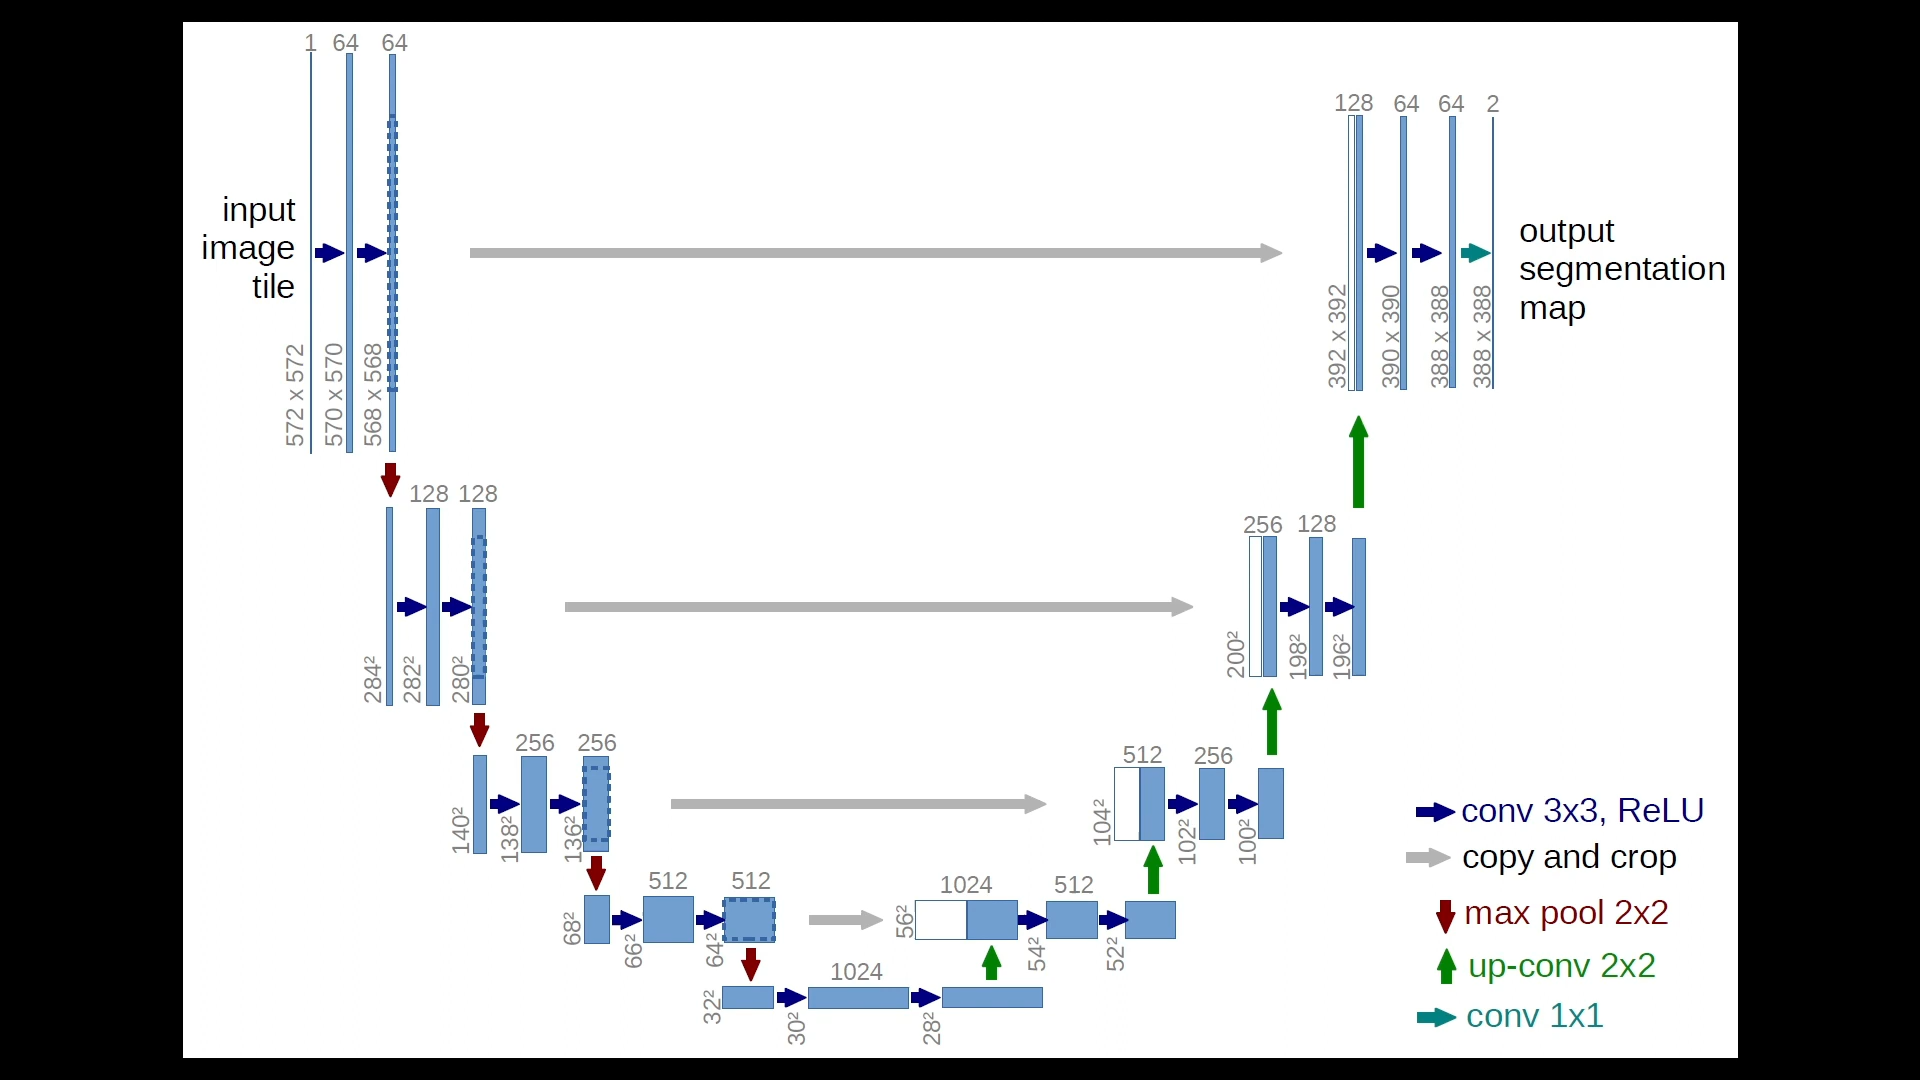 1 64 64
128 64 64 2
input
image
tile
output
segmentation
map
572 x 572
570 x 570
568 x 568
392 x 392
390 x 390
388 x 388
388 x 388
128 128
256 128
284²
282²
280²
200²
198²
196²
256 256
512 256
140²
138²
136²
104²
102²
100²
512 512
1024 512
68²
66²
64²
56²
54²
52²
1024
32²
30²
28²
conv 3x3, ReLU
copy and crop
max pool 2x2
up-conv 2x2
conv 1x1